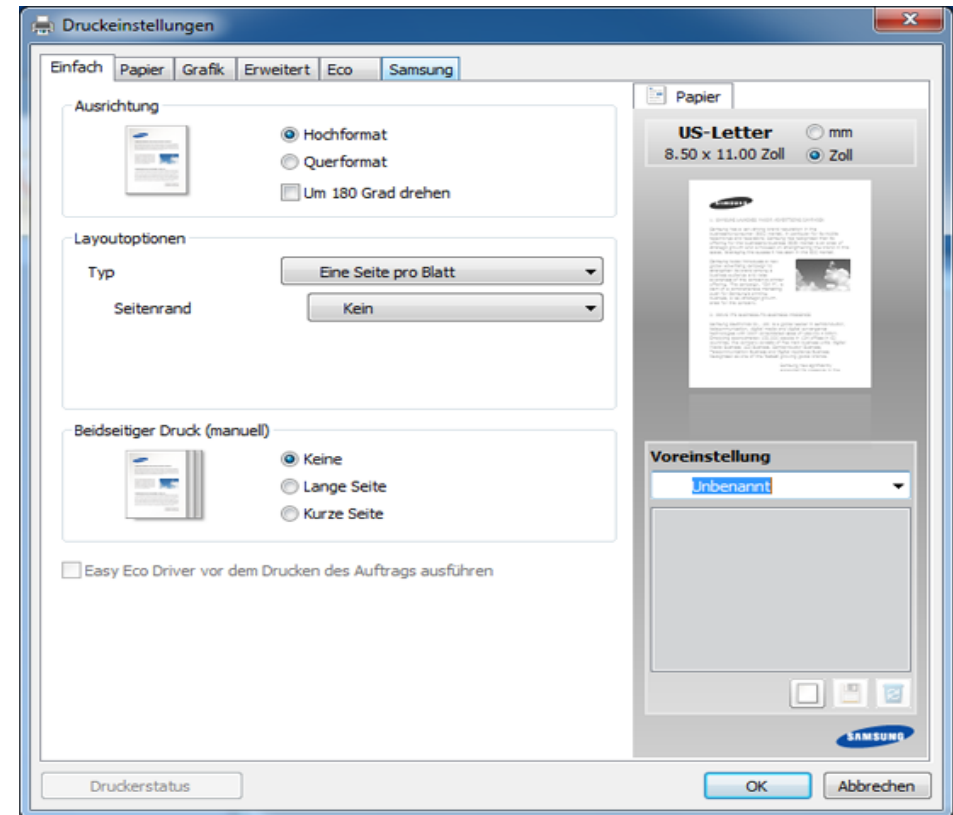 Druckeinstellungen
Einfach Papier Grafik Erweitert Eco Samsung
Ausrichtung
Hochformat
Querformat
Um 180 Grad drehen
Layoutoptionen
Typ Eine Seite pro Blatt
Seitenrand Kein
Beidseitiger Druck (manuell)
Keine
Lange Seite
Kurze Seite
Easy Eco Driver vor dem Drucken des Auftrags ausführen
Papier
US-Letter mm
8.50 x 11.00 Zoll Zoll
SAMSUNG
Voreinstellung
Unbenannt
SAMSUNG
Druckerstatus OK Abbrechen